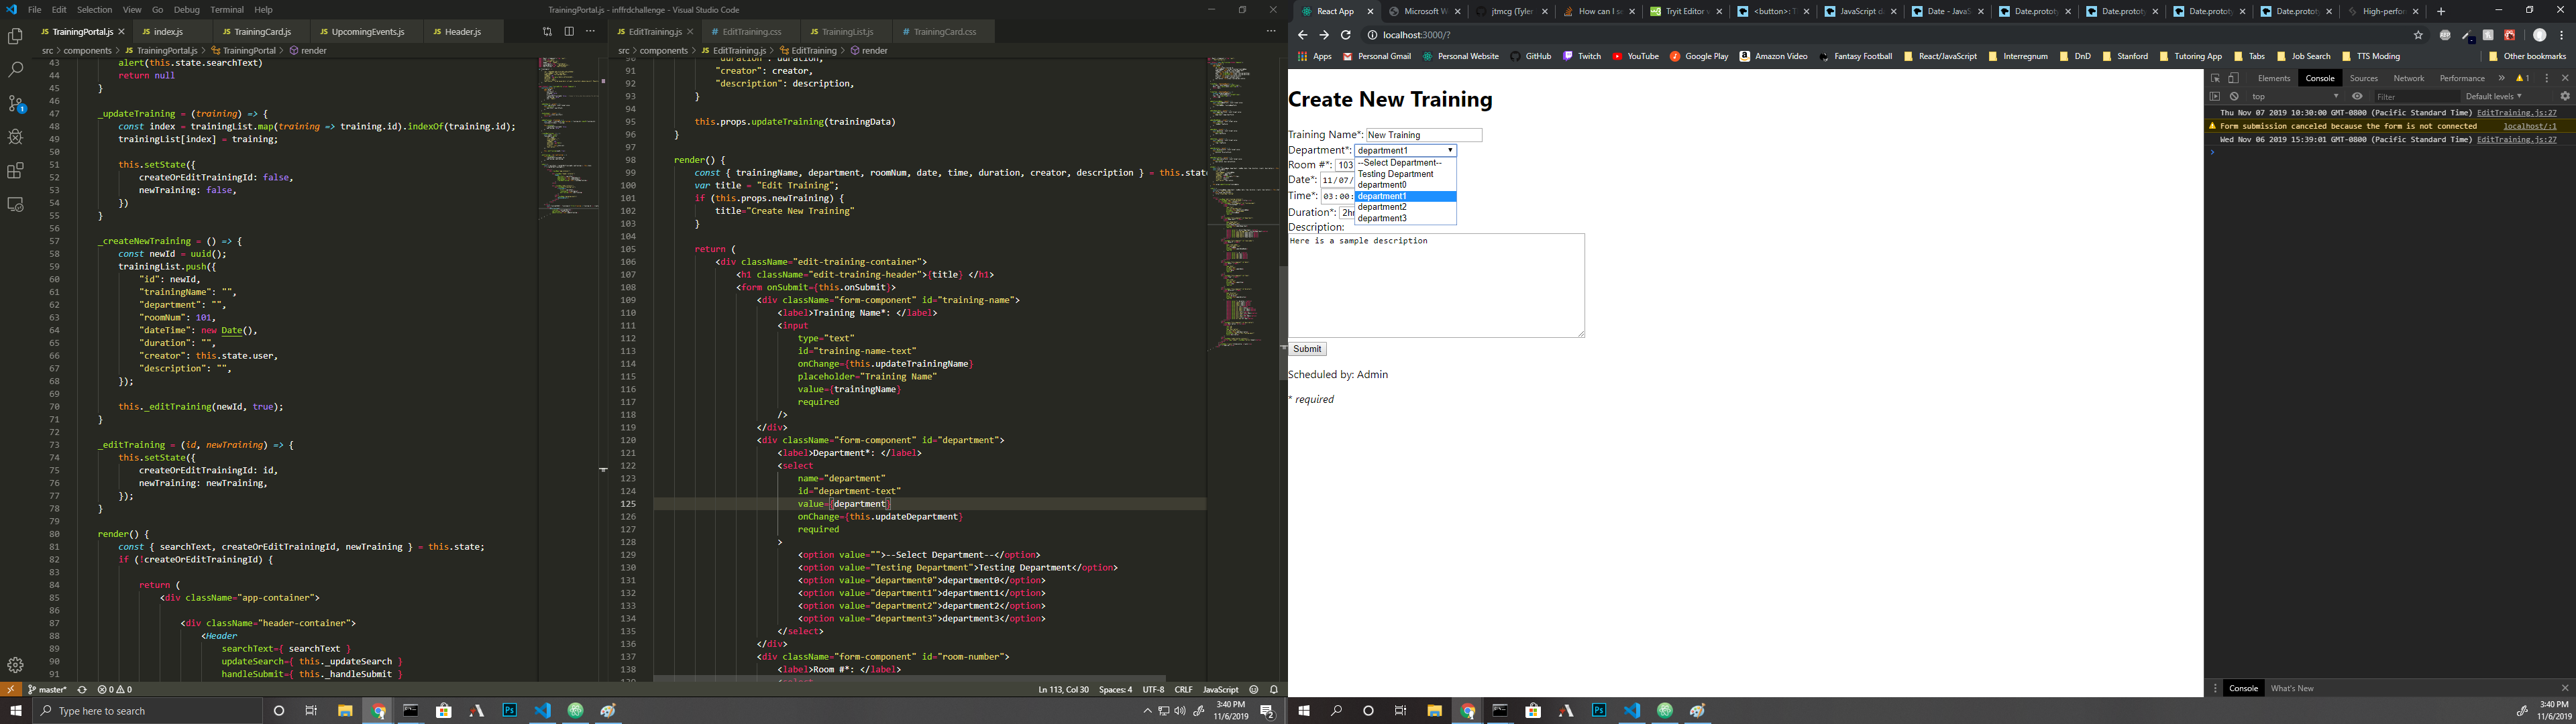 File Edit Selection View Go Debug Terminal Help
TrainingPortal.js - inffrdchallenge - Visual Studio Code
TrainingPortal.js index.js TrainingCard.js UpcomingEvents.js Header.js
src > components > TrainingPortal.js > TrainingPortal > render
43 alert(this.state.searchText)
44 return null
45 }
46
47 _updateTraining = (training) => {
48 const index = trainingList.map(training => training.id).indexOf(training.id);
49 trainingList[index] = training;
50
51 this.setState({
52 createOrEditTrainingId: false,
53 newTraining: false,
54 })
55 }
56
57 _createNewTraining = () => {
58 const newId = uuid();
59 trainingList.push({
60 "id": newId,
61 "trainingName": "",
62 "department": "",
63 "roomNum": 101,
64 "dateTime": new Date(),
65 "duration": "",
66 "creator": this.state.user,
67 "description": "",
68 });
69
70 this._editTraining(newId, true);
71 }
72
73 _editTraining = (id, newTraining) => {
74 this.setState({
75 createOrEditTrainingId: id,
76 newTraining: newTraining,
77 });
78 }
79
80 render() {
81 const { searchText, createOrEditTrainingId, newTraining } = this.state;
82 if (!createOrEditTrainingId) {
83
84 return (
85 <div className="app-container">
86
87 <div className="header-container">
88 <Header
89 searchText={ searchText }
90 updateSearch={ this._updateSearch }
91 handleSubmit={ this._handleSubmit }
EditTraining.js EditTraining.css TrainingList.js TrainingCard.css
src > components > EditTraining.js > EditTraining > render
90 "duration": duration,
91 "creator": creator,
92 "description": description,
93 }
94
95 this.props.updateTraining(trainingData)
96 }
97
98 render() {
99 const { trainingName, department, roomNum, date, time, duration, creator, description } = this.stat
100 var title = "Edit Training";
101 if (this.props.newTraining) {
102 title="Create New Training"
103 }
104
105 return (
106 <div className="edit-training-container">
107 <h1 className="edit-training-header">{title} </h1>
108 <form onSubmit={this.onSubmit}>
109 <div className="form-component" id="training-name">
110 <label>Training Name*: </label>
111 <input
112 type="text"
113 id="training-name-text"
114 onChange={this.updateTrainingName}
115 placeholder="Training Name"
116 value={trainingName}
117 required
118 />
119 </div>
120 <div className="form-component" id="department">
121 <label>Department*: </label>
122 <select
123 name="department"
124 id="department-text"
125 value={department}
126 onChange={this.updateDepartment}
127 required
128 >
129 <option value="">--Select Department--</option>
130 <option value="Testing Department">Testing Department</option>
131 <option value="department0">department0</option>
132 <option value="department1">department1</option>
133 <option value="department2">department2</option>
134 <option value="department3">department3</option>
135 </select>
136 </div>
137 <div className="form-component" id="room-number">
138 <label>Room #*: </label>
139 <select
master* 0 0 Ln 113, Col 30 Spaces: 4 UTF-8 CRLF JavaScript
Type here to search
3:40 PM
11/6/2019
React App Microsoft W jtmcg (Tyler How can I se Tryit Editor v <button>: T JavaScript d Date - JavaS Date.protot Date.protot Date.protot Date.protot High-perfor
localhost:3000/?
Apps Personal Gmail Personal Website GitHub Twitch YouTube Google Play Amazon Video Fantasy Football React/JavaScript Interregnum DnD Stanford Tutoring App Tabs Job Search TTS Moding Other bookmarks
Create New Training
Training Name*: New Training
Department*: department1
--Select Department--
Testing Department
department0
department1
department2
department3
Room #*: 103
Date*: 11/07/
Time*: 03:00:
Duration*: 2h
Description:
Here is a sample description
Submit
Scheduled by: Admin
* required
Elements Console Sources Network Performance 1
top Filter Default levels
Thu Nov 07 2019 10:30:00 GMT-0800 (Pacific Standard Time) EditTraining.js:27
Form submission canceled because the form is not connected localhost/:1
Wed Nov 06 2019 15:39:01 GMT-0800 (Pacific Standard Time) EditTraining.js:27
Console What's New
3:40 PM
11/6/2019